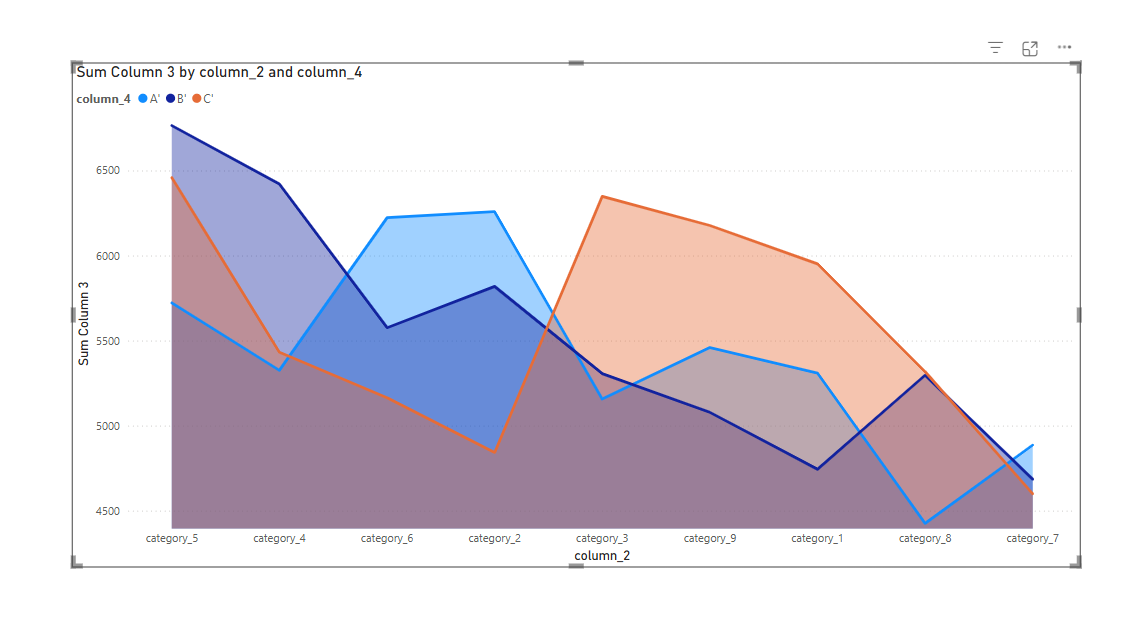 Sum Column 3 by column_2 and column_4
column_4 A' B' C'
6500
6000
5500
5000
4500
Sum Column 3
category_5 category_4 category_6 category_2 category_3 category_9 category_1 category_8 category_7
column_2